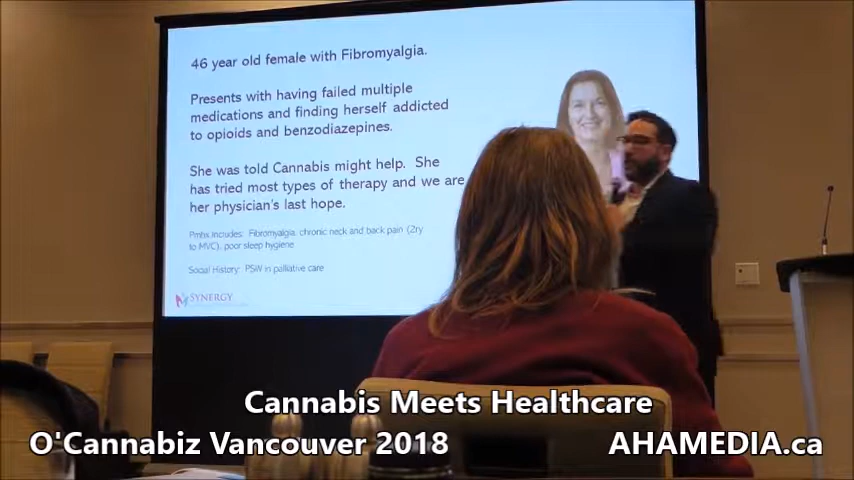 46 year old female with Fibromyalgia.
Presents with having failed multiple
medications and finding herself addicted
to opioids and benzodiazepines.
She was told Cannabis might help. She
has tried most types of therapy and we are
her physician's last hope.
Pmhx includes: Fibromyalgia, chronic neck and back pain (2ry
to MVC), poor sleep hygiene
Social History: PSW in palliative care
SYNERGY
Cannabis Meets Healthcare
O'Cannabiz Vancouver 2018 AHAMEDIA.ca